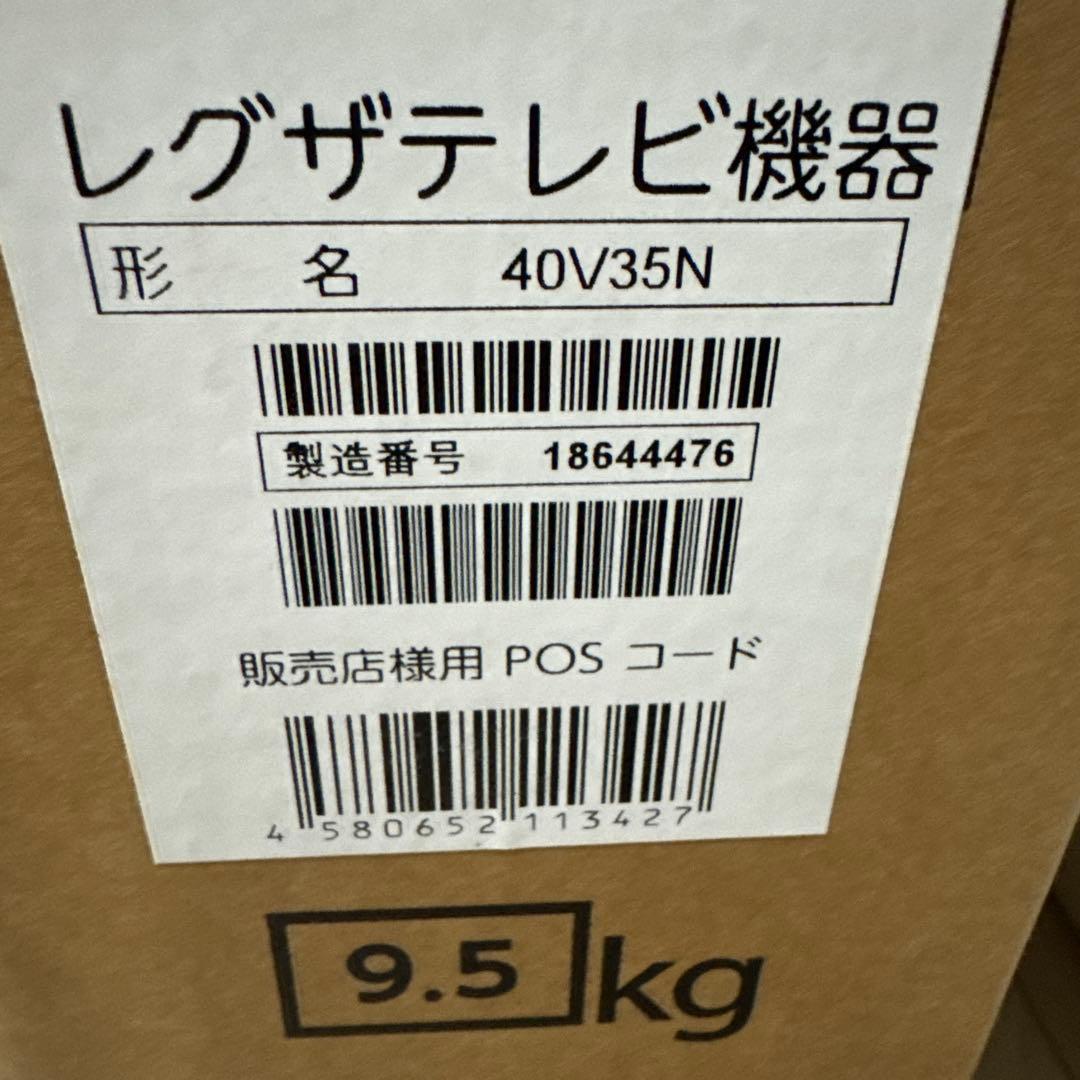 レグザテレビ機器
形名 40V35N
製造番号 18644476
販売店様用 POS コード
4 580652 113427
9.5 kg